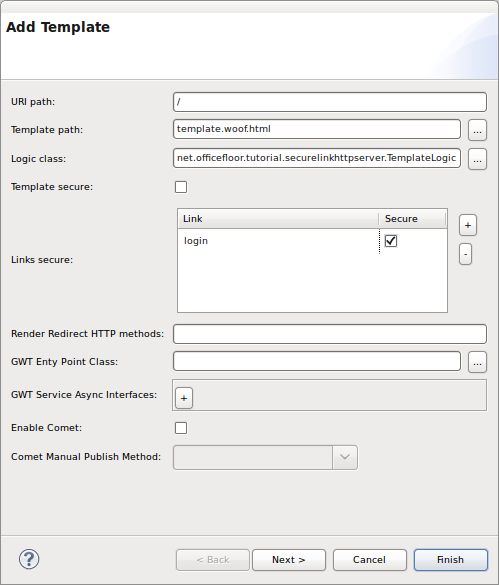 Add Template
URI path: /
Template path: template.woof.html ...
Logic class: net.officefloor.tutorial.securelinkhttpserver.TemplateLogic ...
Template secure:
Link Secure
login
+
-
Links secure:
Render Redirect HTTP methods:
GWT Enty Point Class: ...
GWT Service Async Interfaces: +
Enable Comet:
Comet Manual Publish Method:
? < Back Next > Cancel Finish